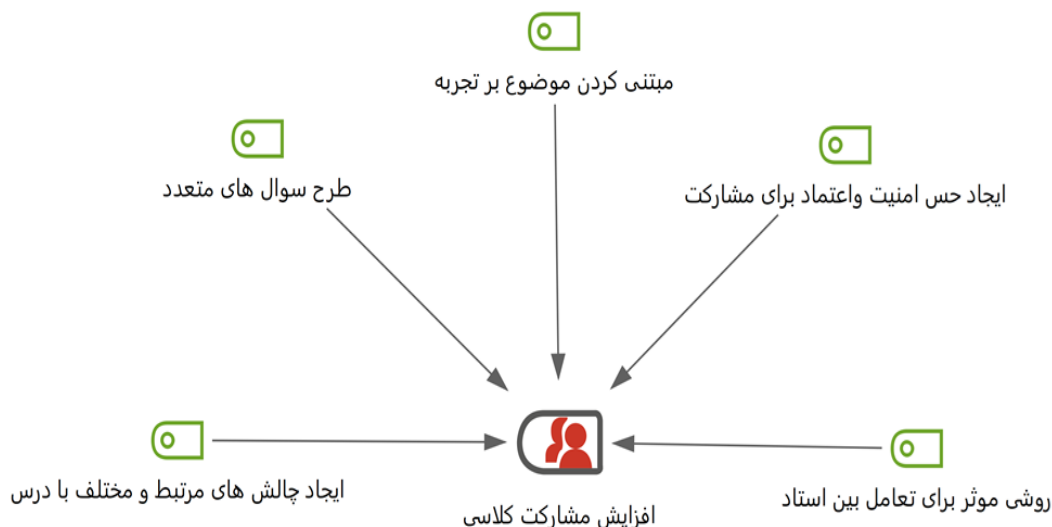 مبتنی کردن موضوع بر تجربه
ایجاد حس امنیت واعتماد برای مشارکت
طرح سوال های متعدد
روشی موثر برای تعامل بین استاد
ایجاد چالش های مرتبط و مختلف با درس
افزایش مشارکت کلاسی